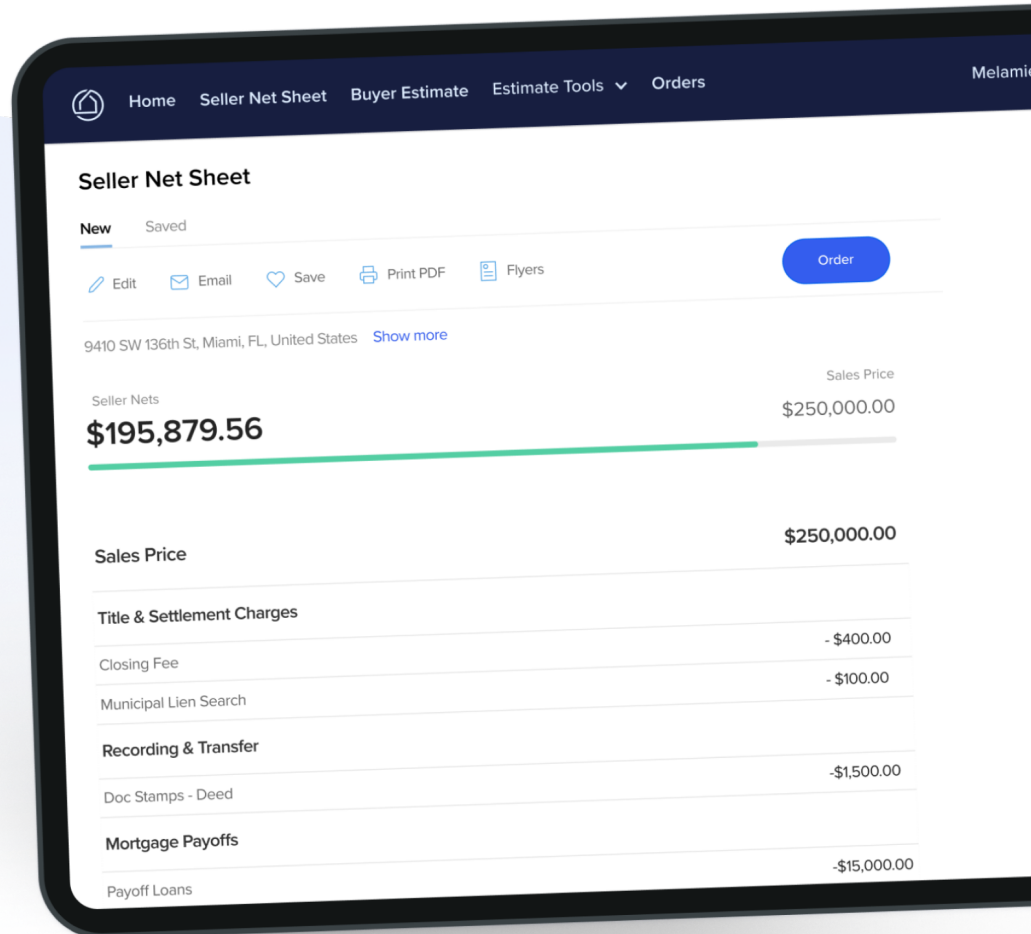 Home Seller Net Sheet Buyer Estimate Estimate Tools Orders Melamie
Seller Net Sheet
New Saved
Edit Email Save Print PDF Flyers Order
9410 SW 136th St, Miami, FL, United States Show more
Seller Nets Sales Price
$195,879.56 $250,000.00
Sales Price $250,000.00
Title & Settlement Charges
Closing Fee - $400.00
Municipal Lien Search - $100.00
Recording & Transfer
Doc Stamps - Deed -$1,500.00
Mortgage Payoffs
Payoff Loans -$15,000.00